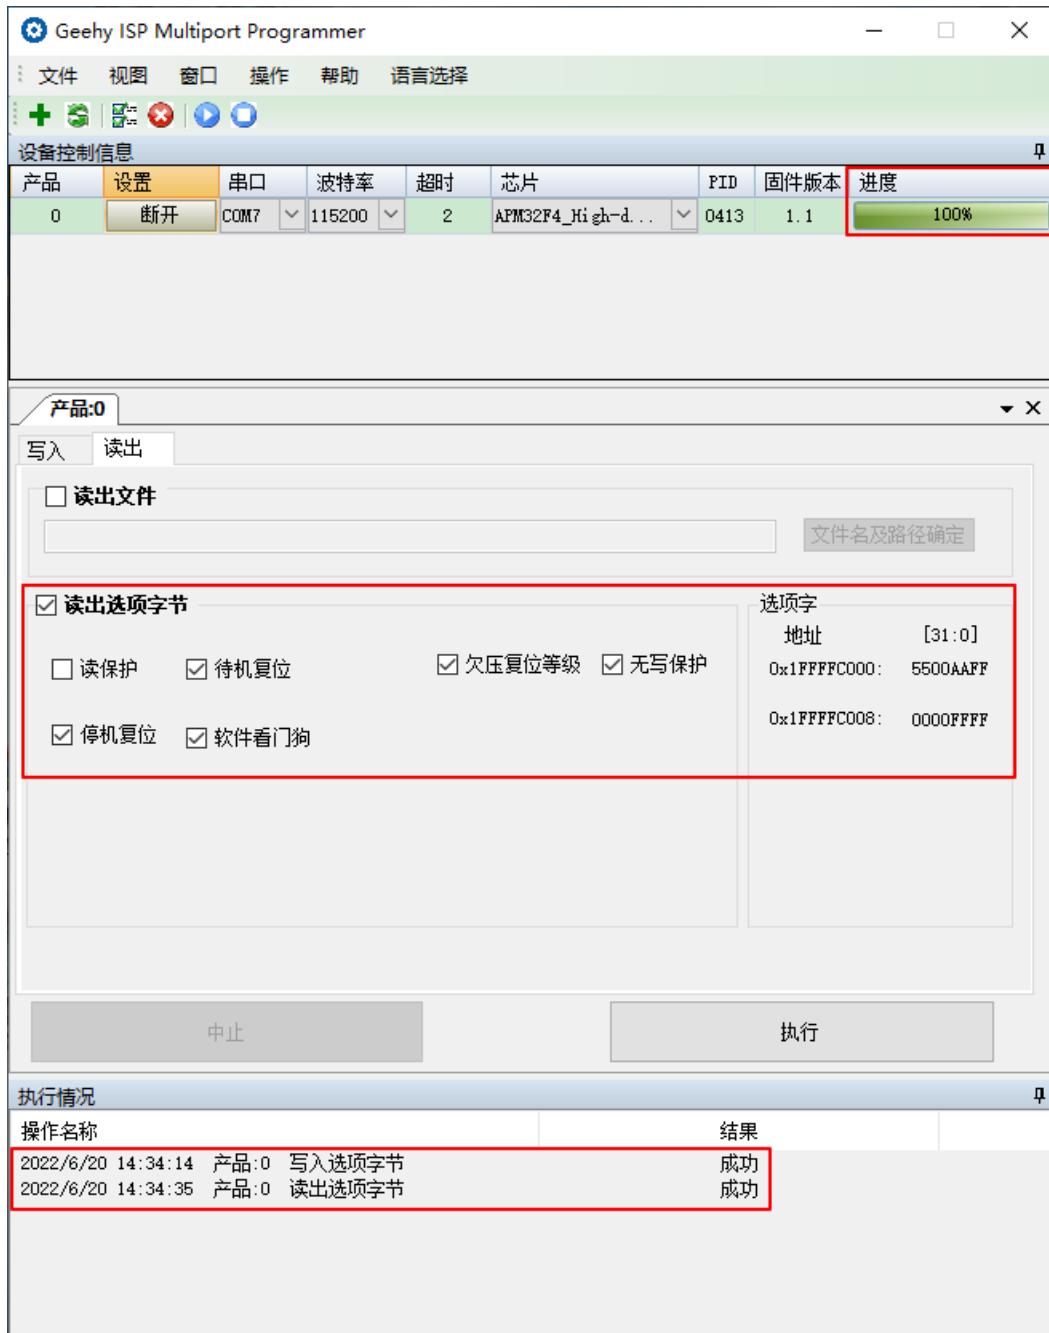 Geehy ISP Multiport Programmer
文件 视图 窗口 操作 帮助 语言选择
设备控制信息
产品 设置 串口 波特率 超时 芯片 PID 固件版本 进度
0 断开 COM7 115200 2 APM32F4_High-d... 0413 1.1 100%
产品:0
写入 读出
读出文件
文件名及路径确定
读出选项字节 选项字
地址 [31:0]
读保护 待机复位 欠压复位等级 无写保护 0x1FFFFC000: 5500AAFF
0x1FFFFC008: 0000FFFF
停机复位 软件看门狗
中止 执行
执行情况
操作名称 结果
2022/6/20 14:34:14 产品:0 写入选项字节 成功
2022/6/20 14:34:35 产品:0 读出选项字节 成功